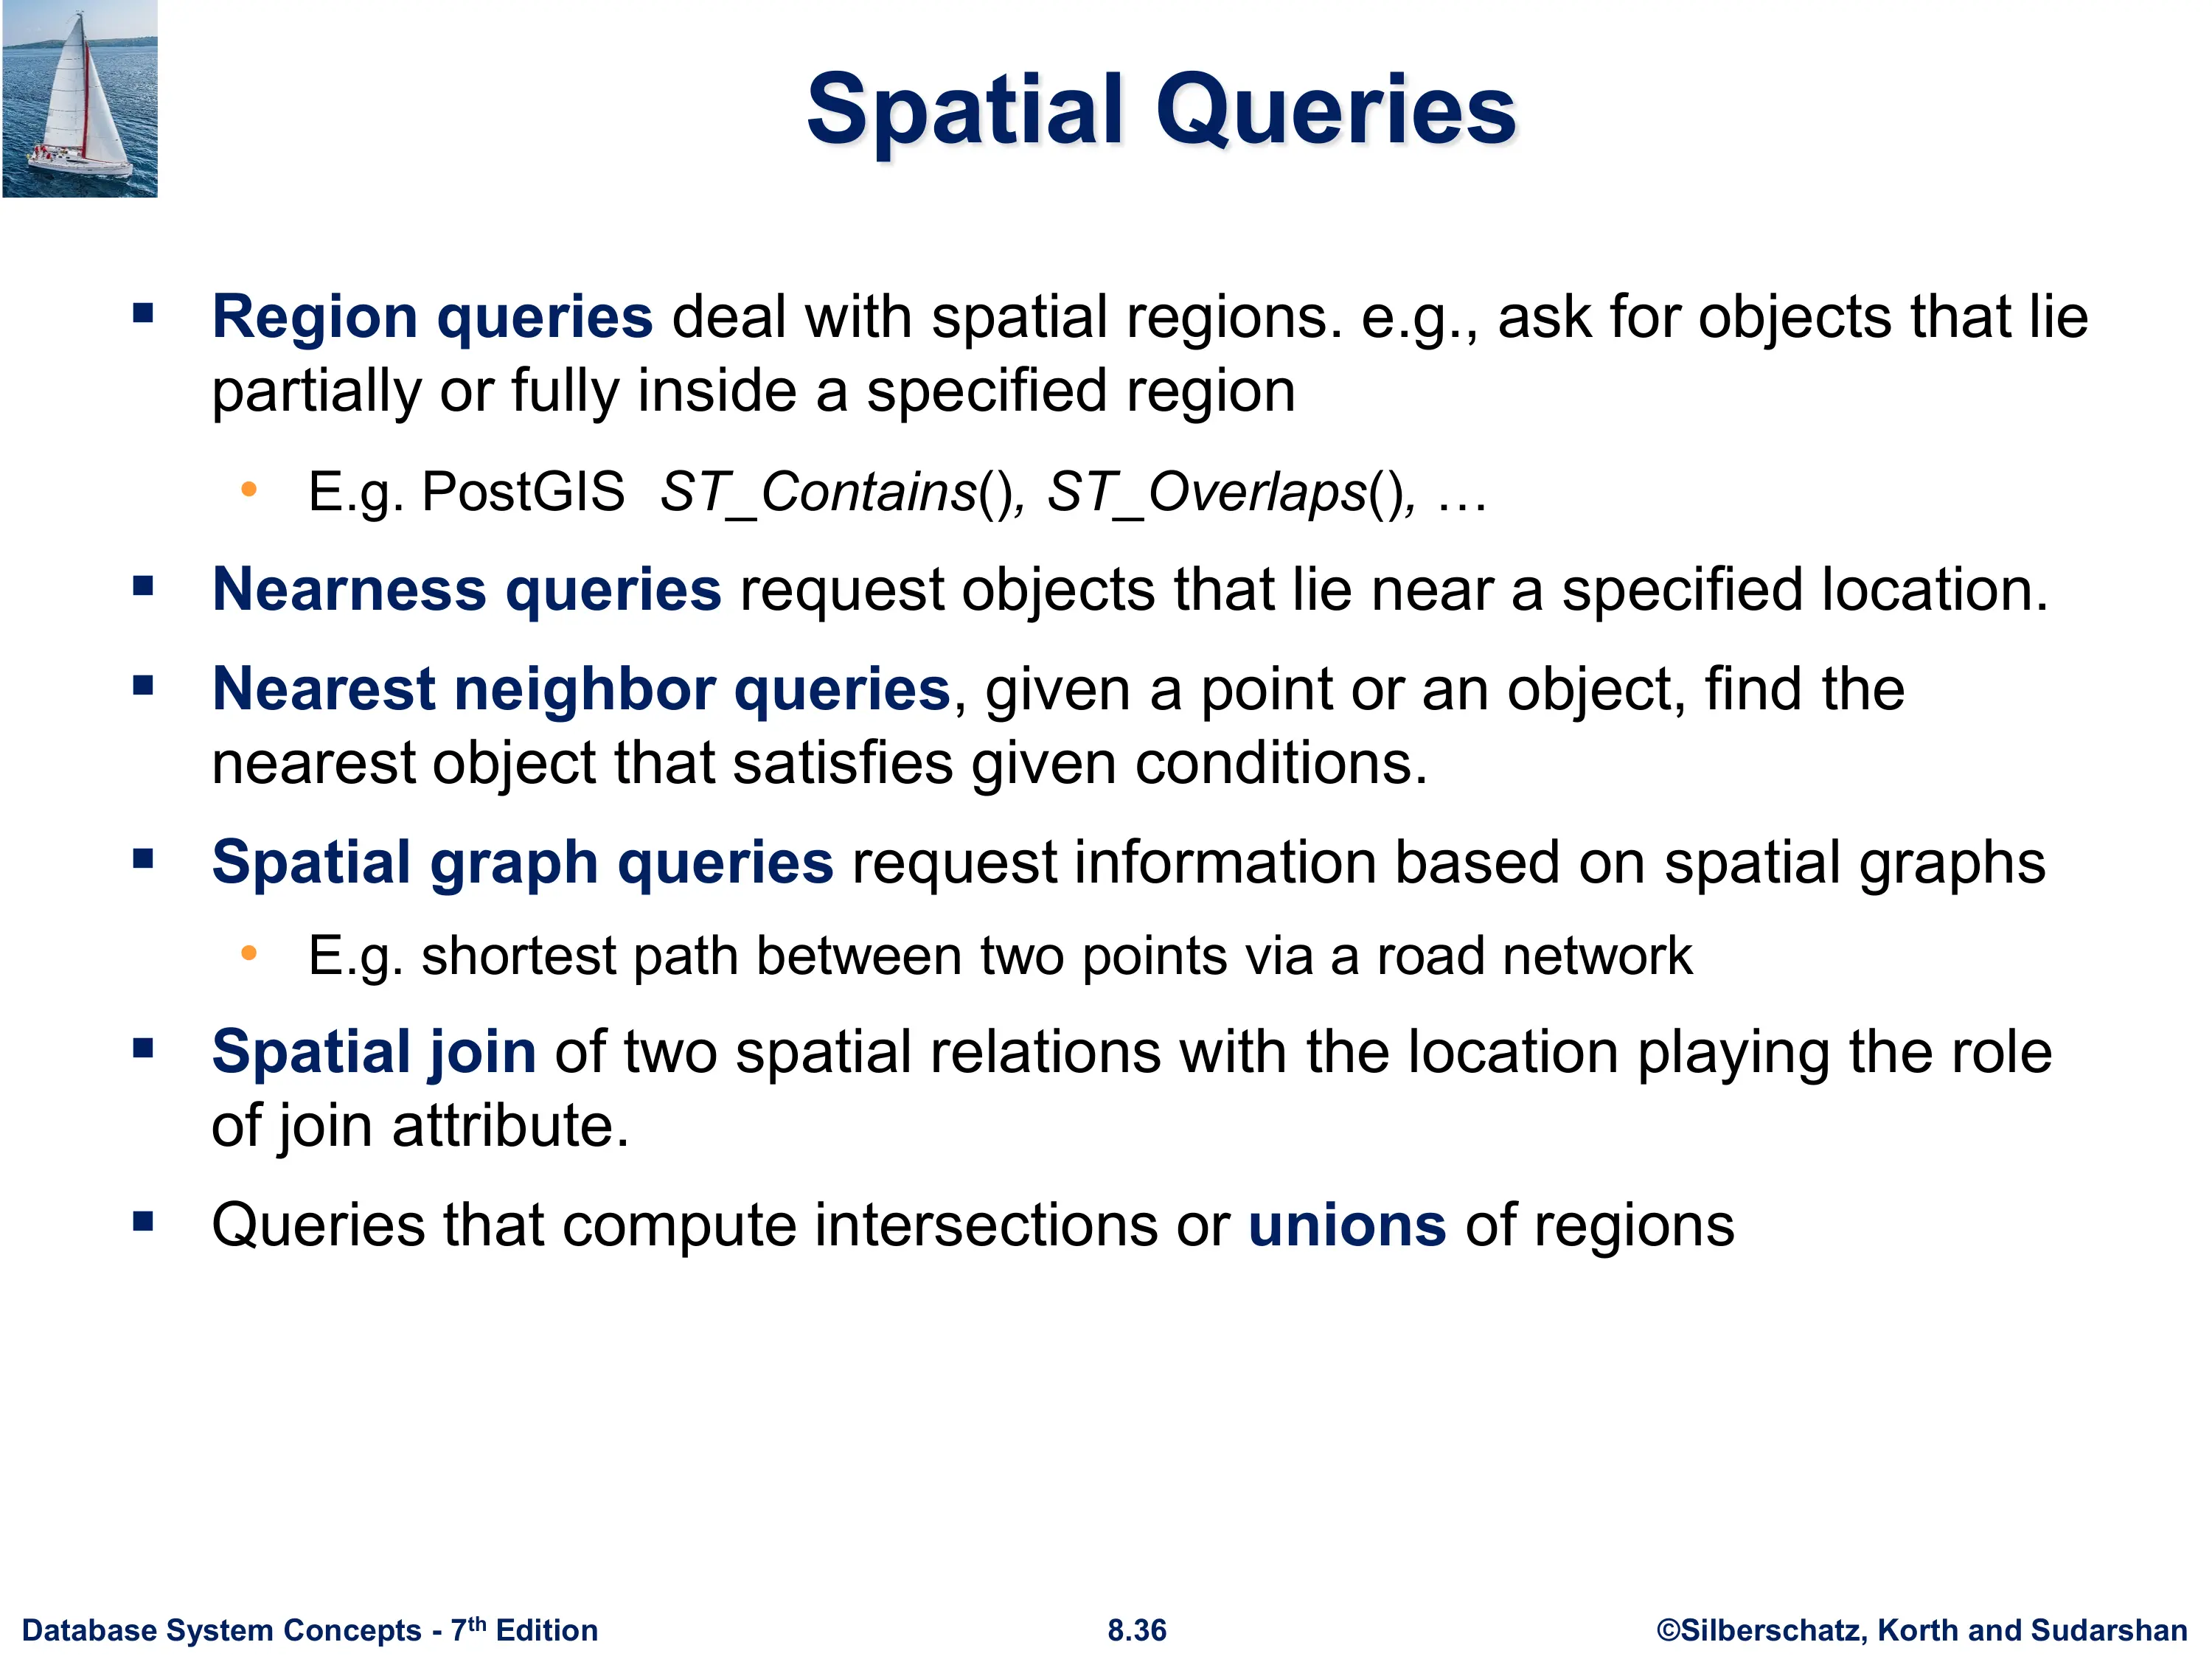 Spatial Queries
▪ Region queries deal with spatial regions. e.g., ask for objects that lie
partially or fully inside a specified region
• E.g. PostGIS ST_Contains(), ST_Overlaps(), …
▪ Nearness queries request objects that lie near a specified location.
▪ Nearest neighbor queries, given a point or an object, find the
nearest object that satisfies given conditions.
▪ Spatial graph queries request information based on spatial graphs
• E.g. shortest path between two points via a road network
▪ Spatial join of two spatial relations with the location playing the role
of join attribute.
▪ Queries that compute intersections or unions of regions
Database System Concepts - 7th Edition 8.36 ©Silberschatz, Korth and Sudarshan